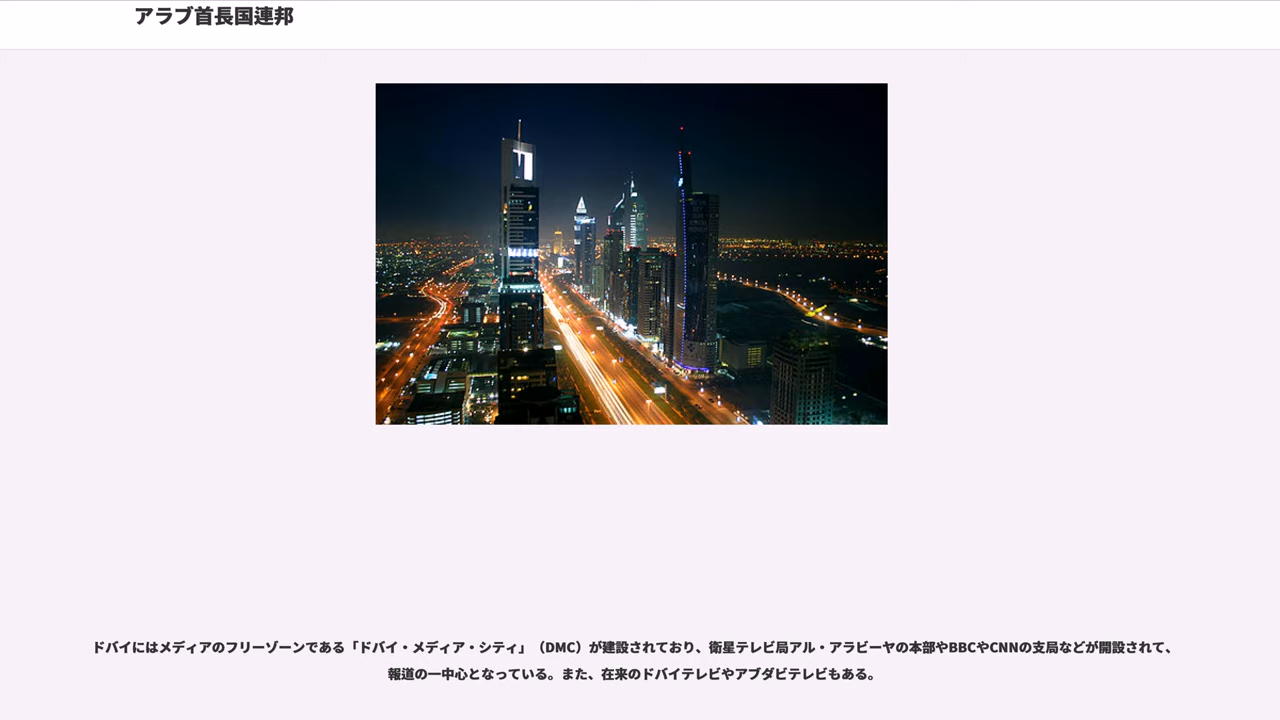 アラブ首長国連邦
ドバイにはメディアのフリーゾーンである「ドバイ・メディア・シティ」（DMC）が建設されており、衛星テレビ局アル・アラビーヤの本部やBBCやCNNの支局などが開設されて、
報道の一中心となっている。また、在来のドバイテレビやアブダビテレビもある。